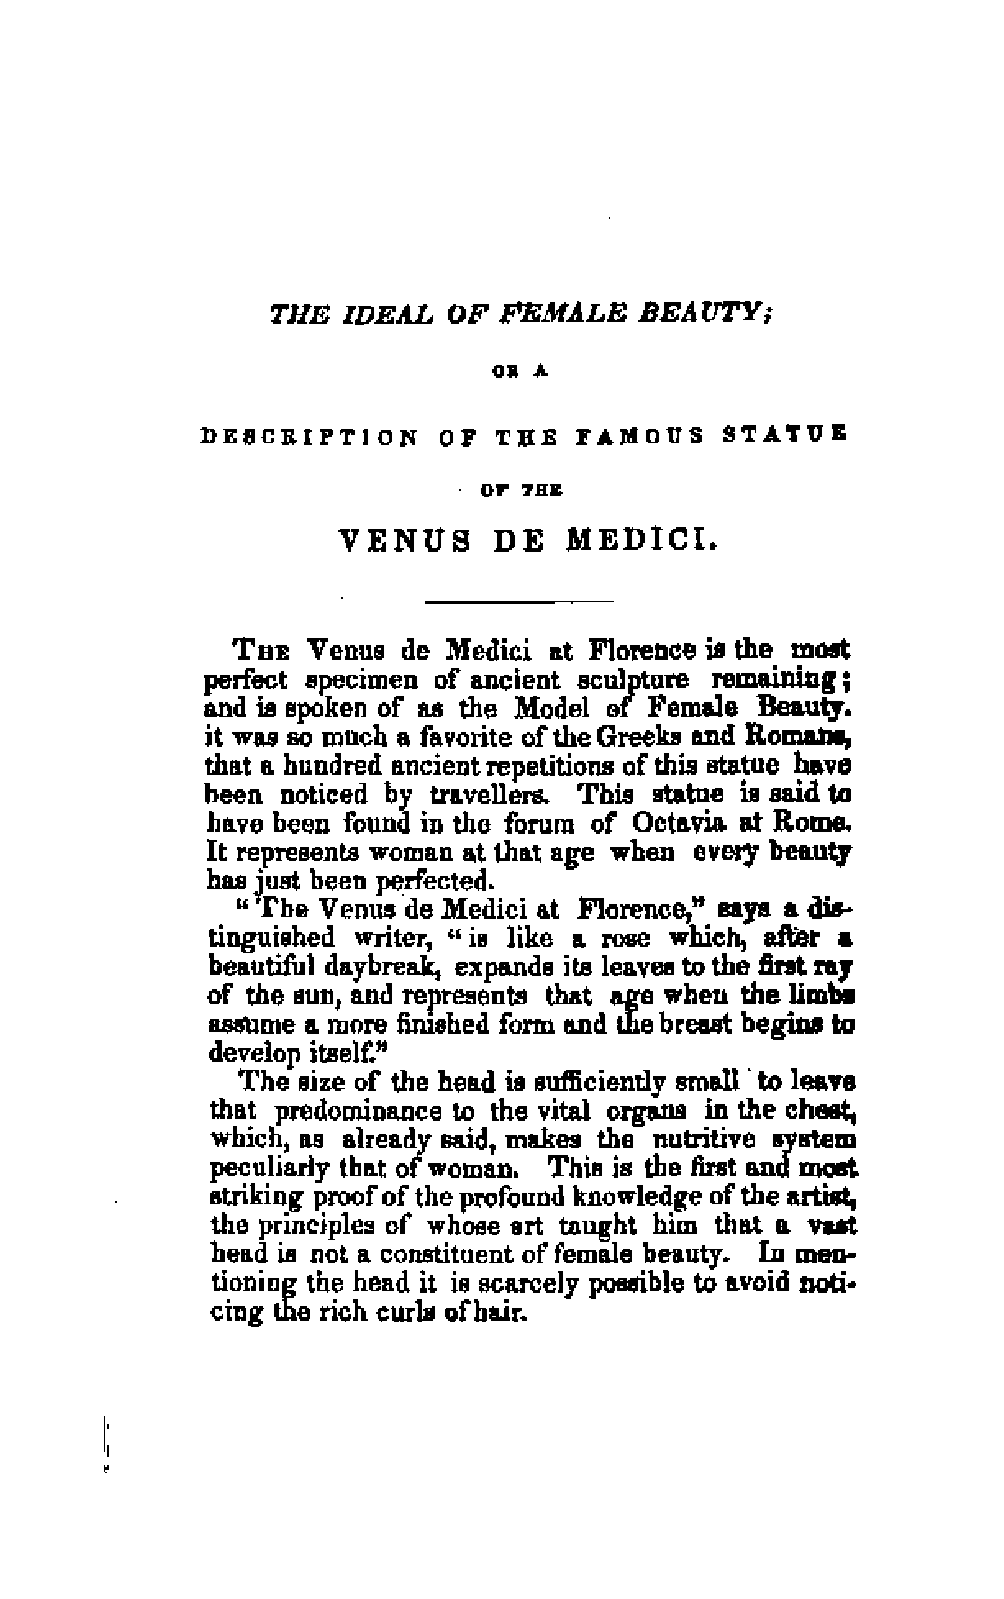 THE IDEAL OF FEMALE BEAUTY;
OR A
DESCRIPTION OF THE FAMOUS STATUE
OF THE
VENUS DE MEDICI.
THE Venus de Medici at Florence is the most
perfect specimen of ancient sculpture remaining;
and is spoken of as the Model of Female Beauty.
it was so much a favorite of the Greeks and Romans,
that a hundred ancient repetitions of this statue have
been noticed by travellers. This statue is said to
have been found in the forum of Octavia at Rome.
It represents woman at that age when every beauty
has just been perfected.
"The Venus de Medici at Florence," says a dis-
tinguished writer, "is like a rose which, after a
beautiful daybreak, expands its leaves to the first ray
of the sun, and represents that age when the limbs
assume a more finished form and the breast begins to
develop itself."
The size of the head is sufficiently small to leave
that predominance to the vital organs in the chest,
which, as already said, makes the nutritive system
peculiarly that of woman. This is the first and most
striking proof of the profound knowledge of the artist,
the principles of whose art taught him that a vast
head is not a constituent of female beauty. In men-
tioning the head it is scarcely possible to avoid noti-
cing the rich curls of hair.